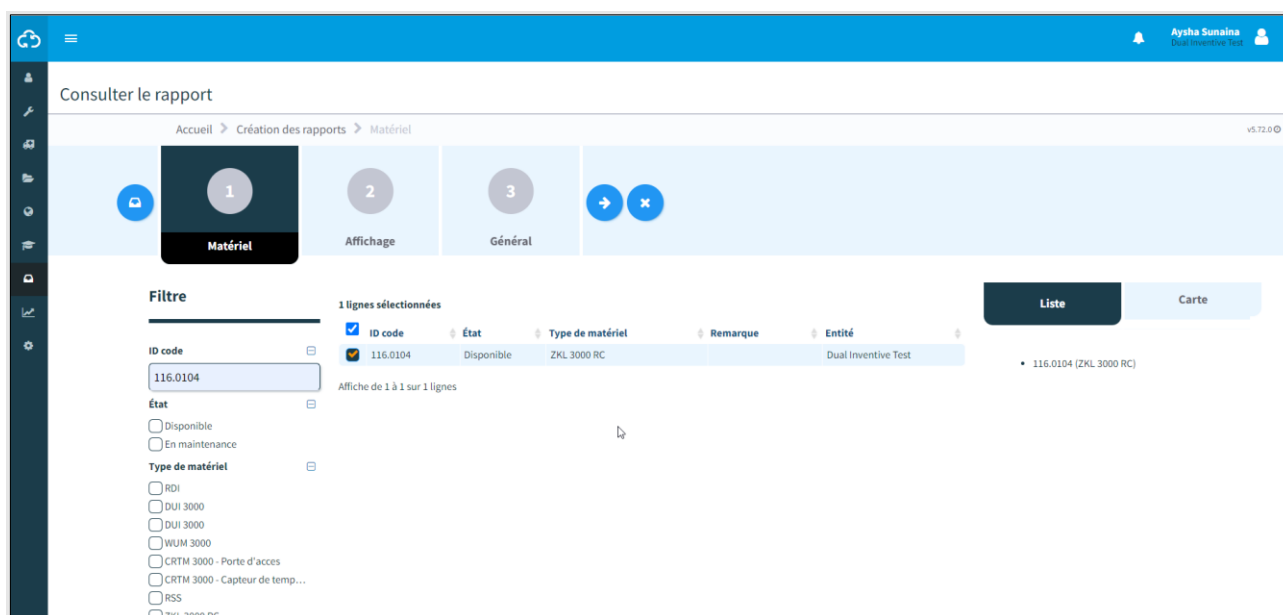 Aysha Sunaina
Dual Inventive Test
Consulter le rapport
Accueil Création des rapports Matériel
v5.72.0
1
Matériel
2
Affichage
3
Général
Filtre
ID code
116.0104
État
Disponible
En maintenance
Type de matériel
RDI
DUI 3000
DUI 3000
WUM 3000
CRTM 3000 - Porte d'acces
CRTM 3000 - Capteur de temp...
RSS
ZKL 3000 RC
1 lignes sélectionnées
ID code État Type de matériel Remarque Entité
116.0104 Disponible ZKL 3000 RC Dual Inventive Test
Affiche de 1 à 1 sur 1 lignes
Liste
Carte
116.0104 (ZKL 3000 RC)